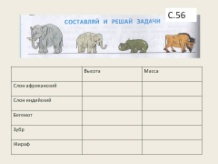 С.56
СОСТАВЛЯЙ И РЕШАЙ ЗАДАЧИ
Высота Масса
Слон африканский
Слон индийский
Бегемот
Зубр
Жираф